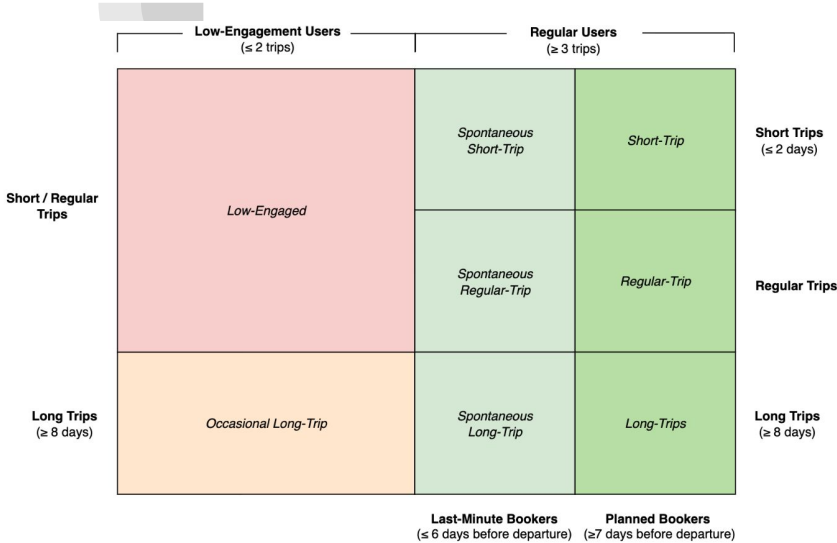 Low-Engagement Users
(≤ 2 trips)
Regular Users
(≥ 3 trips)
Short / Regular
Trips
Low-Engaged
Spontaneous
Short-Trip
Short-Trip
Short Trips
(≤ 2 days)
Spontaneous
Regular-Trip
Regular-Trip
Regular Trips
Long Trips
(≥ 8 days)
Occasional Long-Trip
Spontaneous
Long-Trip
Long-Trips
Long Trips
(≥ 8 days)
Last-Minute Bookers
(≤ 6 days before departure)
Planned Bookers
(≥7 days before departure)